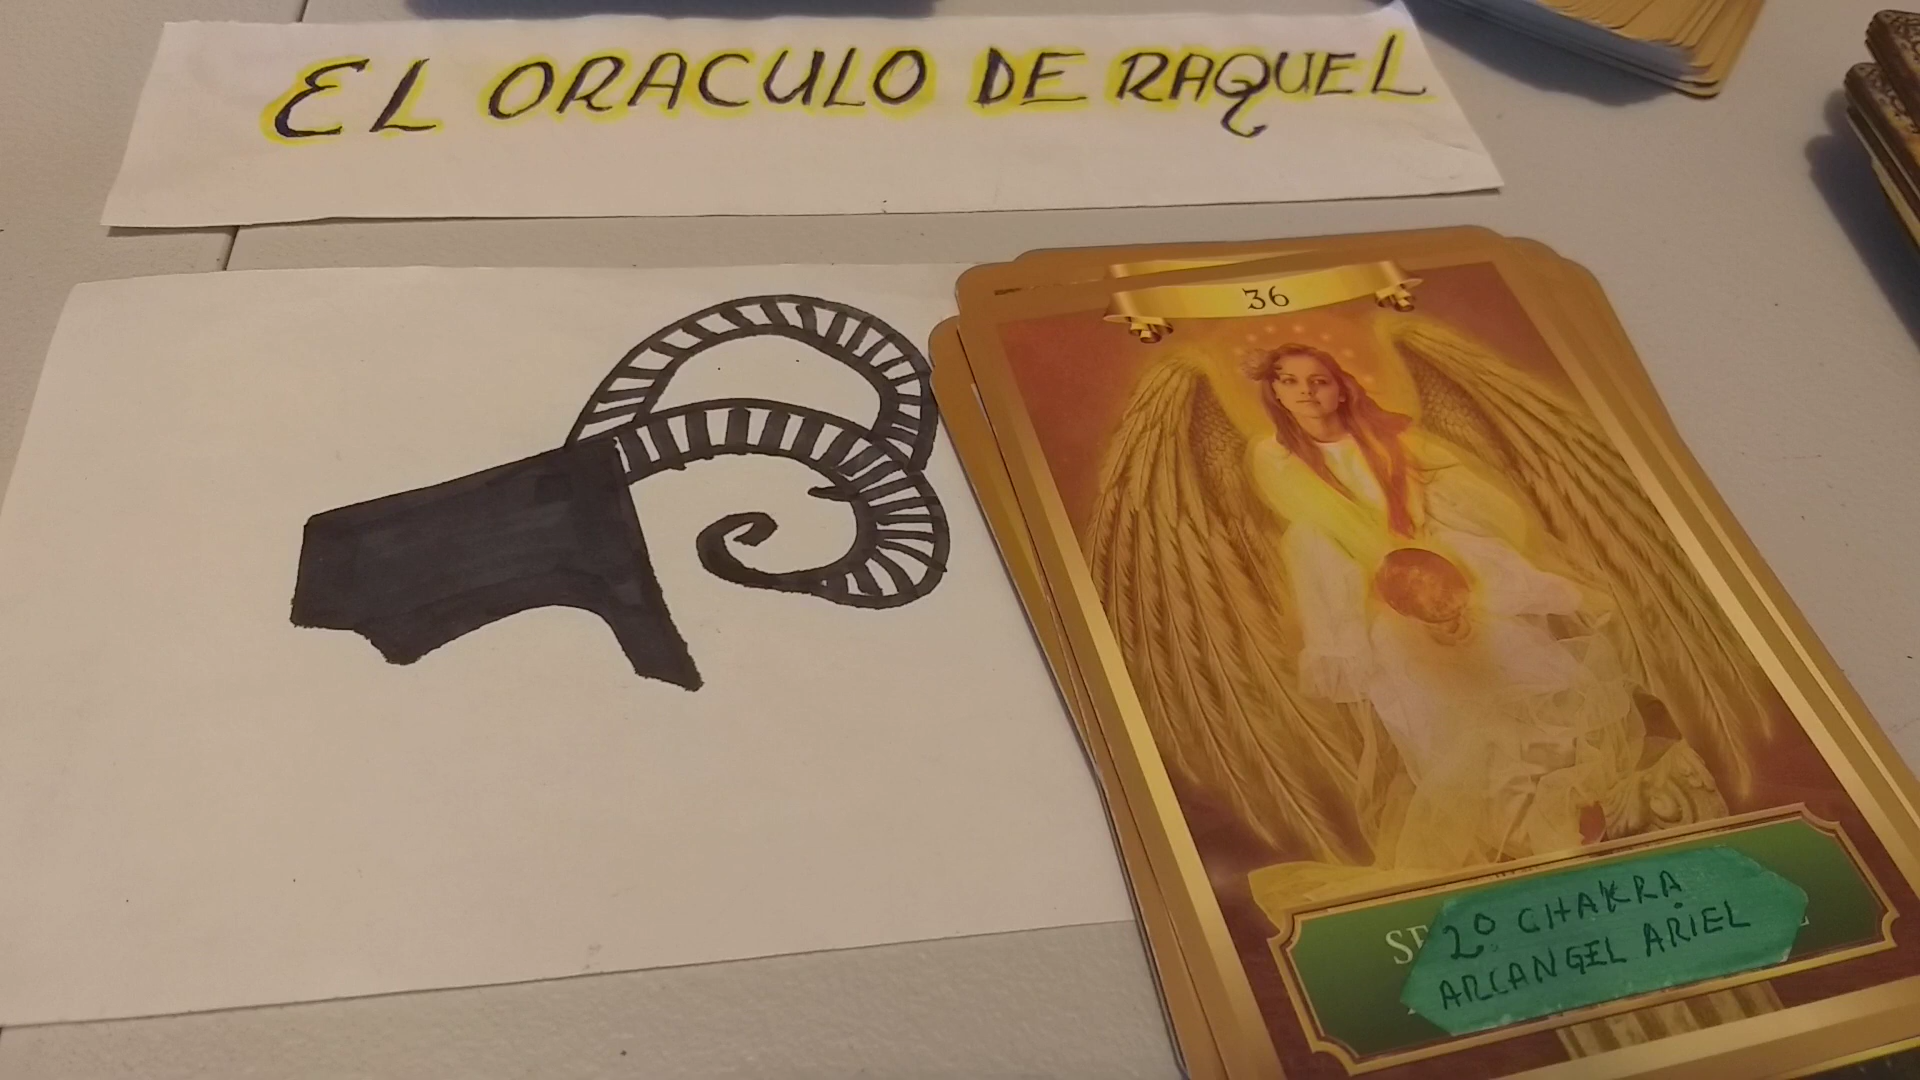 EL ORACULO DE RAQUEL
36
2º CHAKRA
ARCANGEL ARIEL